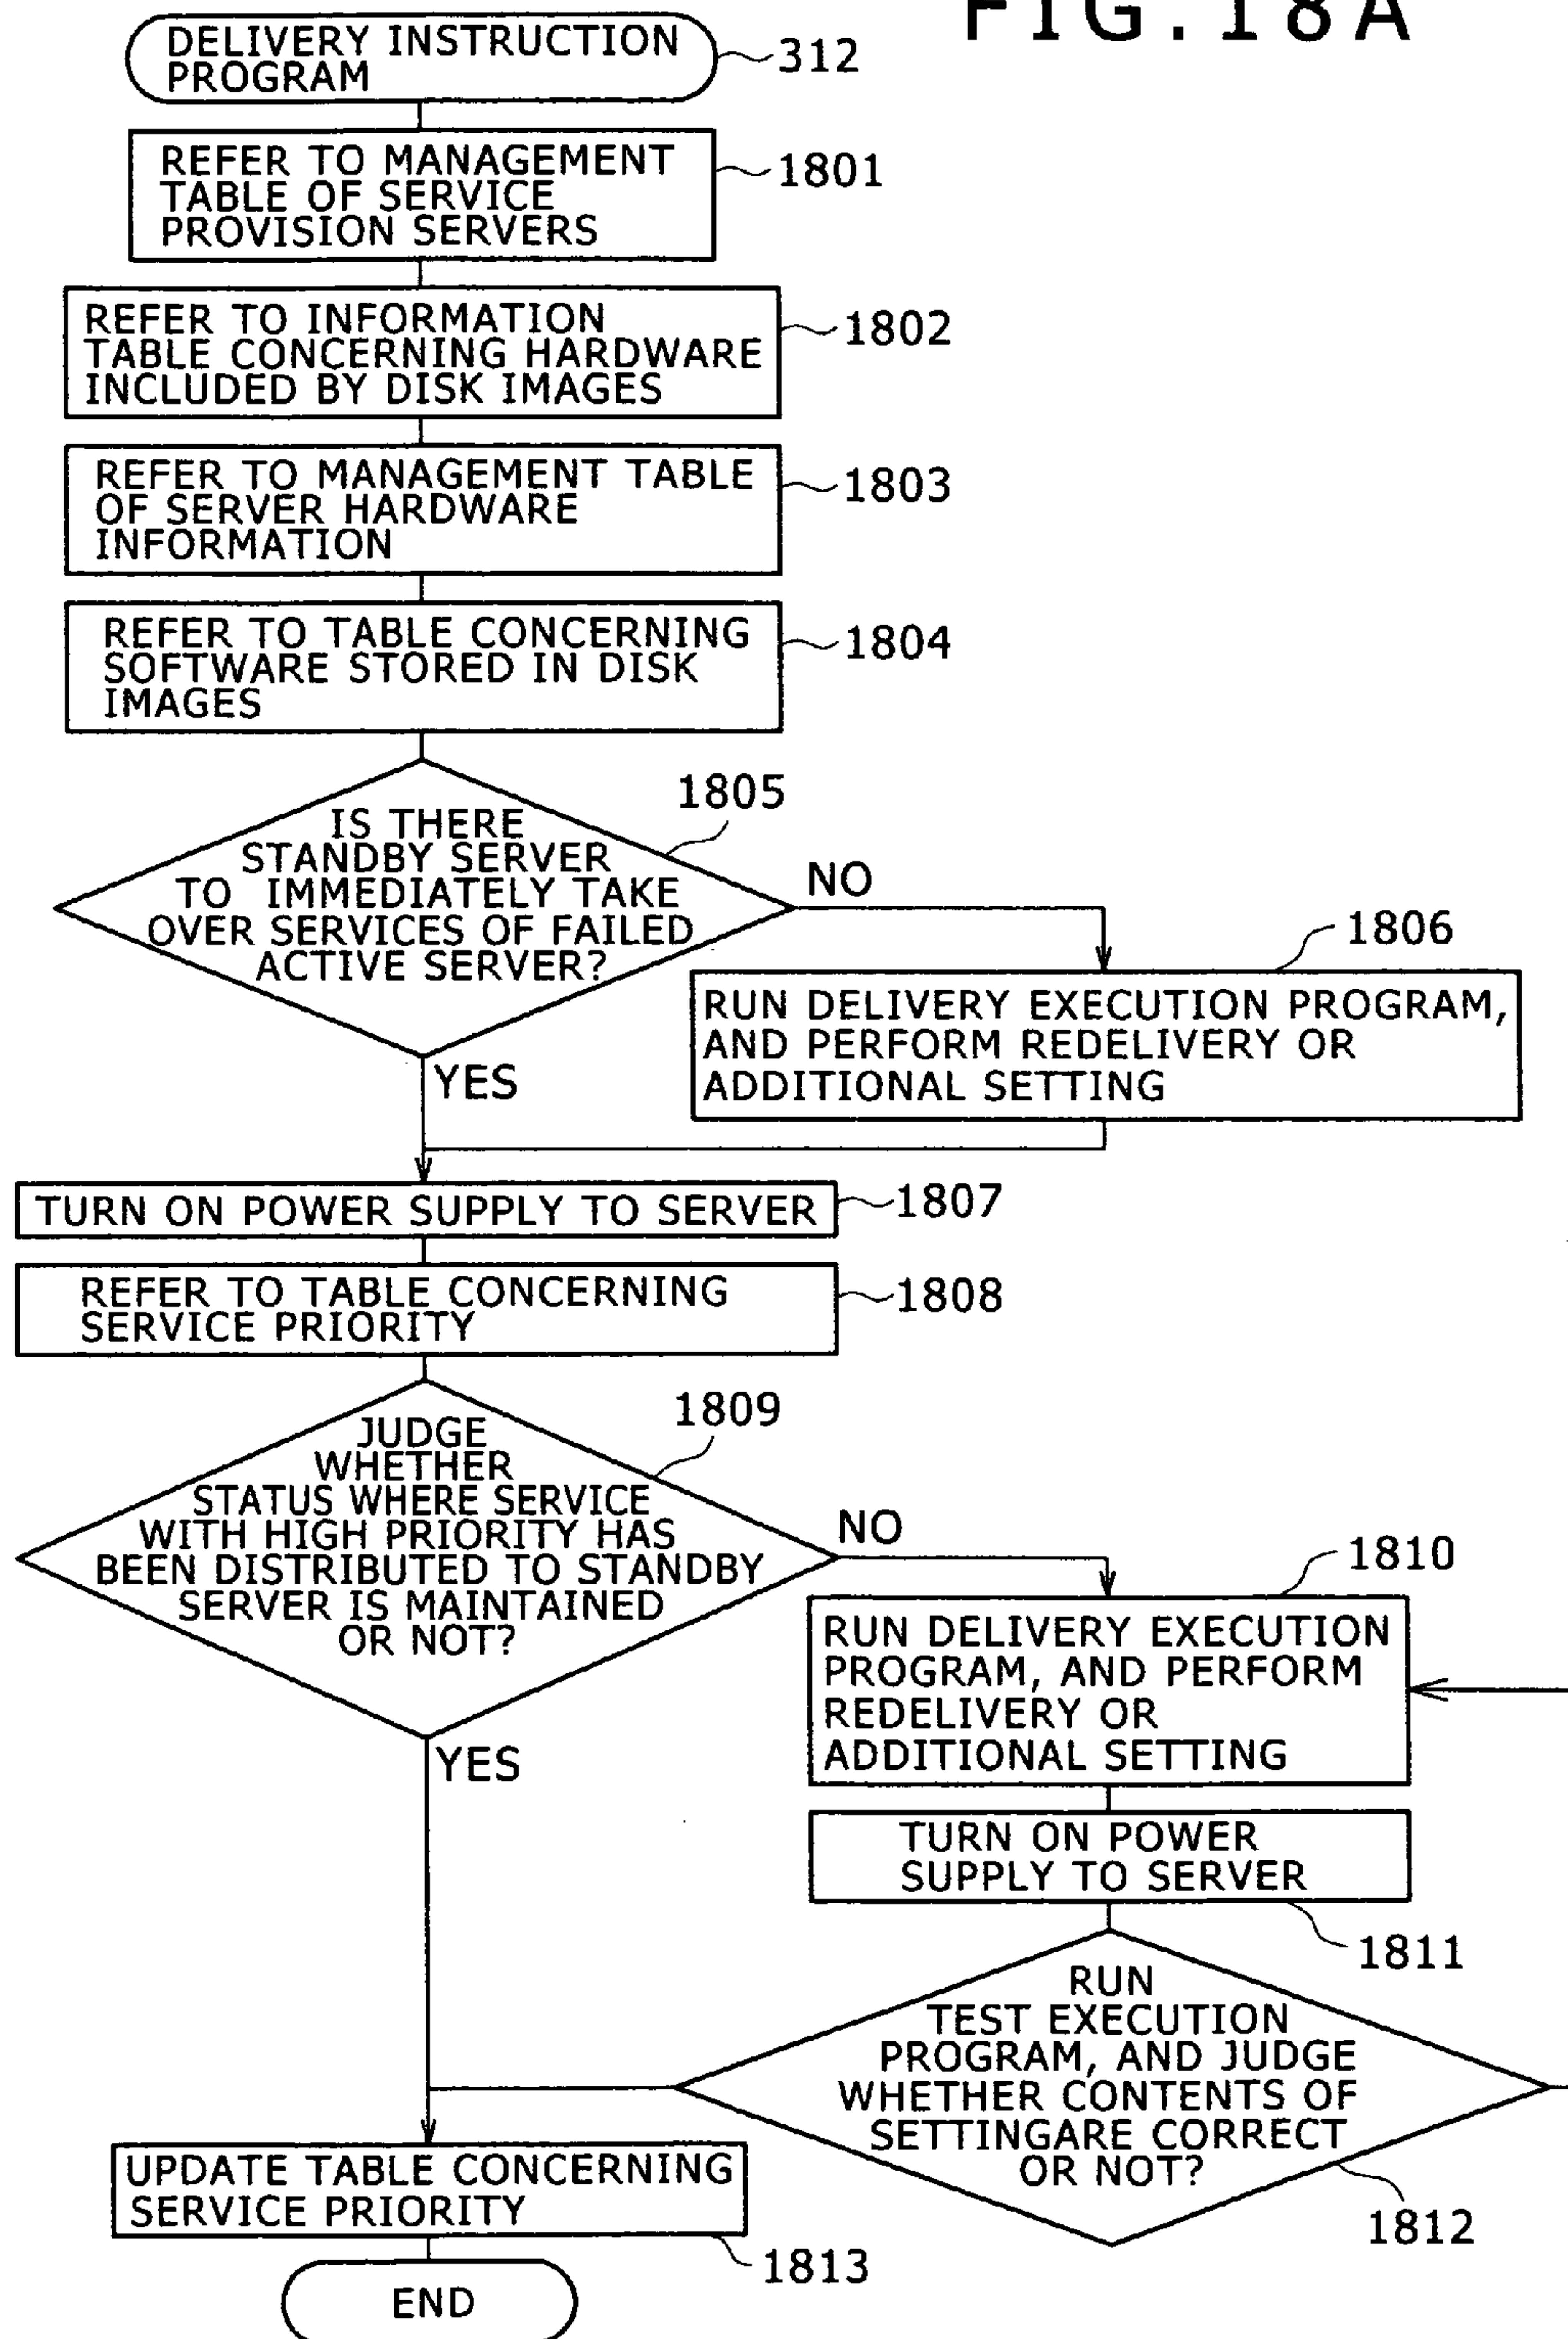 FIG.18A
DELIVERY INSTRUCTION
PROGRAM
312
REFER TO MANAGEMENT
TABLE OF SERVICE
PROVISION SERVERS
1801
REFER TO INFORMATION
TABLE CONCERNING HARDWARE
INCLUDED BY DISK IMAGES
1802
REFER TO MANAGEMENT TABLE
OF SERVER HARDWARE
INFORMATION
1803
REFER TO TABLE CONCERNING
SOFTWARE STORED IN DISK
IMAGES
1804
1805
IS THERE
STANDBY SERVER
TO IMMEDIATELY TAKE
OVER SERVICES OF FAILED
ACTIVE SERVER?
NO
YES
1806
RUN DELIVERY EXECUTION PROGRAM,
AND PERFORM REDELIVERY OR
ADDITIONAL SETTING
TURN ON POWER SUPPLY TO SERVER
1807
REFER TO TABLE CONCERNING
SERVICE PRIORITY
1808
1809
JUDGE
WHETHER
STATUS WHERE SERVICE
WITH HIGH PRIORITY HAS
BEEN DISTRIBUTED TO STANDBY
SERVER IS MAINTAINED
OR NOT?
NO
YES
1810
RUN DELIVERY EXECUTION
PROGRAM, AND PERFORM
REDELIVERY OR
ADDITIONAL SETTING
TURN ON POWER
SUPPLY TO SERVER
1811
RUN
TEST EXECUTION
PROGRAM, AND JUDGE
WHETHER CONTENTS OF
SETTINGARE CORRECT
OR NOT?
1812
UPDATE TABLE CONCERNING
SERVICE PRIORITY
1813
END